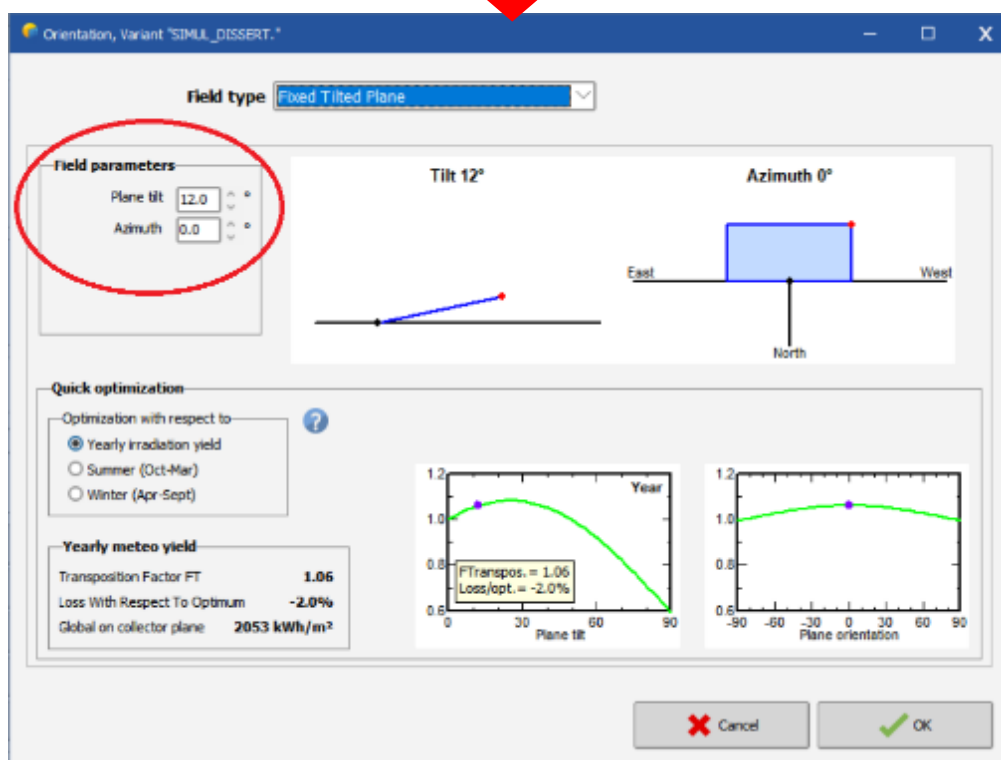 Orientation, Variant "SIMUL_DISSERT."
Field type Fixed Tilted Plane
Field parameters
Plane tilt 12.0 °
Azimuth 0.0 °
Tilt 12°
Azimuth 0°
East West
North
Quick optimization
Optimization with respect to
Yearly irradiation yield
Summer (Oct-Mar)
Winter (Apr-Sept)
?
Yearly meteo yield
Transposition Factor FT 1.06
Loss With Respect To Optimum -2.0%
Global on collector plane 2053 kWh/m²
1.2
Year
1.0
0.8
FTranspos. = 1.06
Loss/opt. = -2.0%
0.6
0 30 60 90
Plane tilt
1.2
1.0
0.8
0.6
-90 -60 -30 0 30 60 90
Plane orientation
Cancel
OK